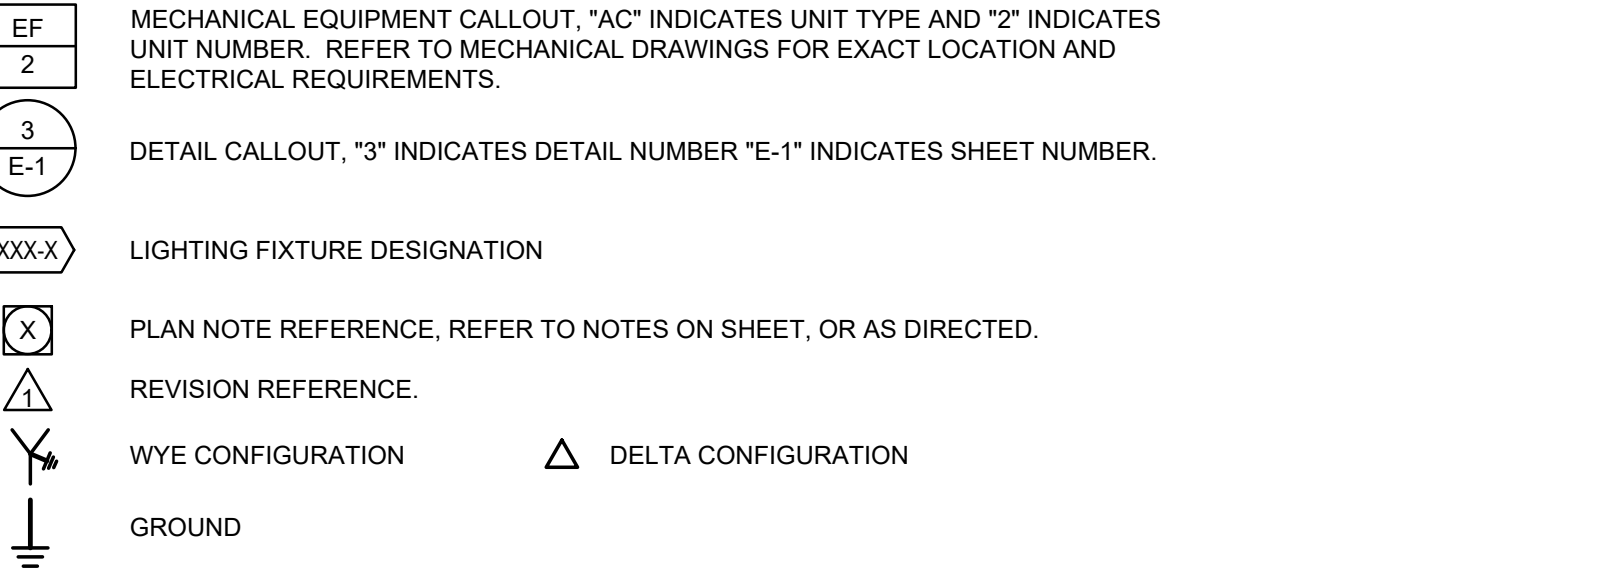 EF
2
MECHANICAL EQUIPMENT CALLOUT, "AC" INDICATES UNIT TYPE AND "2" INDICATES
UNIT NUMBER.  REFER TO MECHANICAL DRAWINGS FOR EXACT LOCATION AND
ELECTRICAL REQUIREMENTS.
3
E-1
DETAIL CALLOUT, "3" INDICATES DETAIL NUMBER "E-1" INDICATES SHEET NUMBER.
XXX-X
LIGHTING FIXTURE DESIGNATION
X
PLAN NOTE REFERENCE, REFER TO NOTES ON SHEET, OR AS DIRECTED.
1
REVISION REFERENCE.
WYE CONFIGURATION
DELTA CONFIGURATION
GROUND